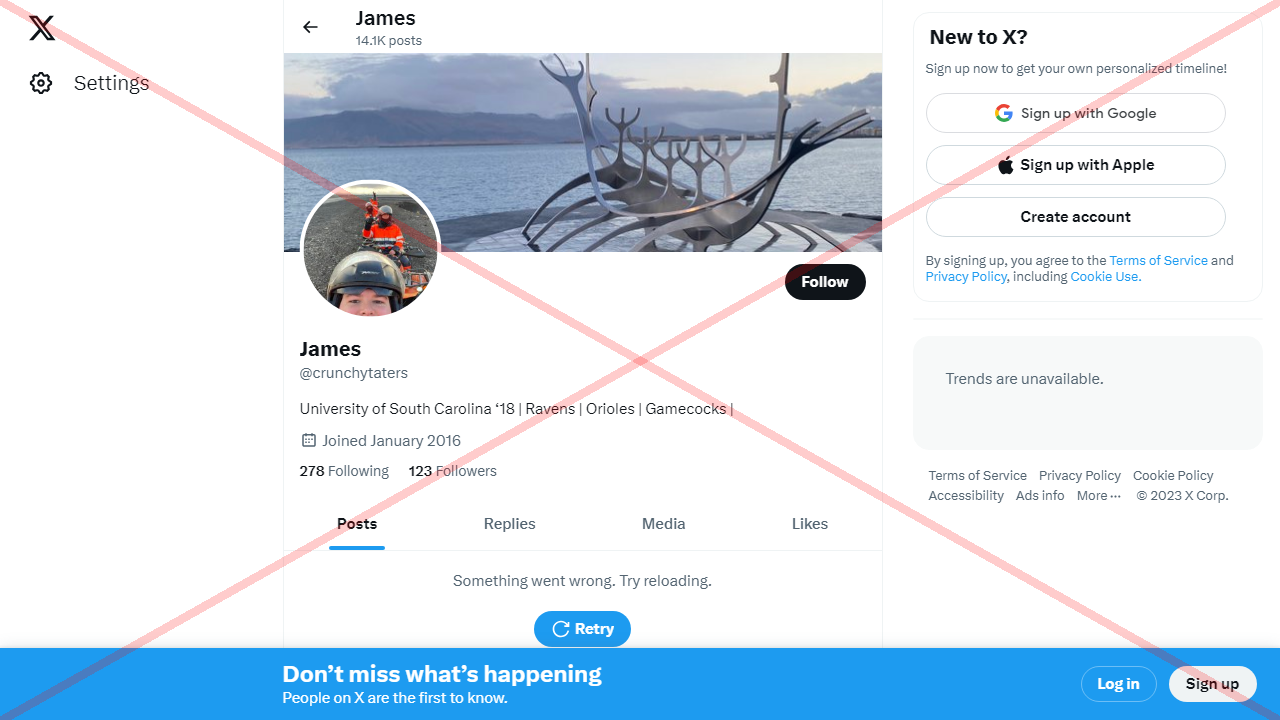 Settings
James
14.1K posts
Follow
James
@crunchytaters
University of South Carolina ‘18 | Ravens | Orioles | Gamecocks |
Joined January 2016
278 Following 123 Followers
Posts Replies Media Likes
Something went wrong. Try reloading.
Retry
New to X?
Sign up now to get your own personalized timeline!
Sign up with Google
Sign up with Apple
Create account
By signing up, you agree to the Terms of Service and
Privacy Policy, including Cookie Use.
Trends are unavailable.
Terms of Service Privacy Policy Cookie Policy
Accessibility Ads info More ··· © 2023 X Corp.
Don’t miss what’s happening
People on X are the first to know.
Log in
Sign up